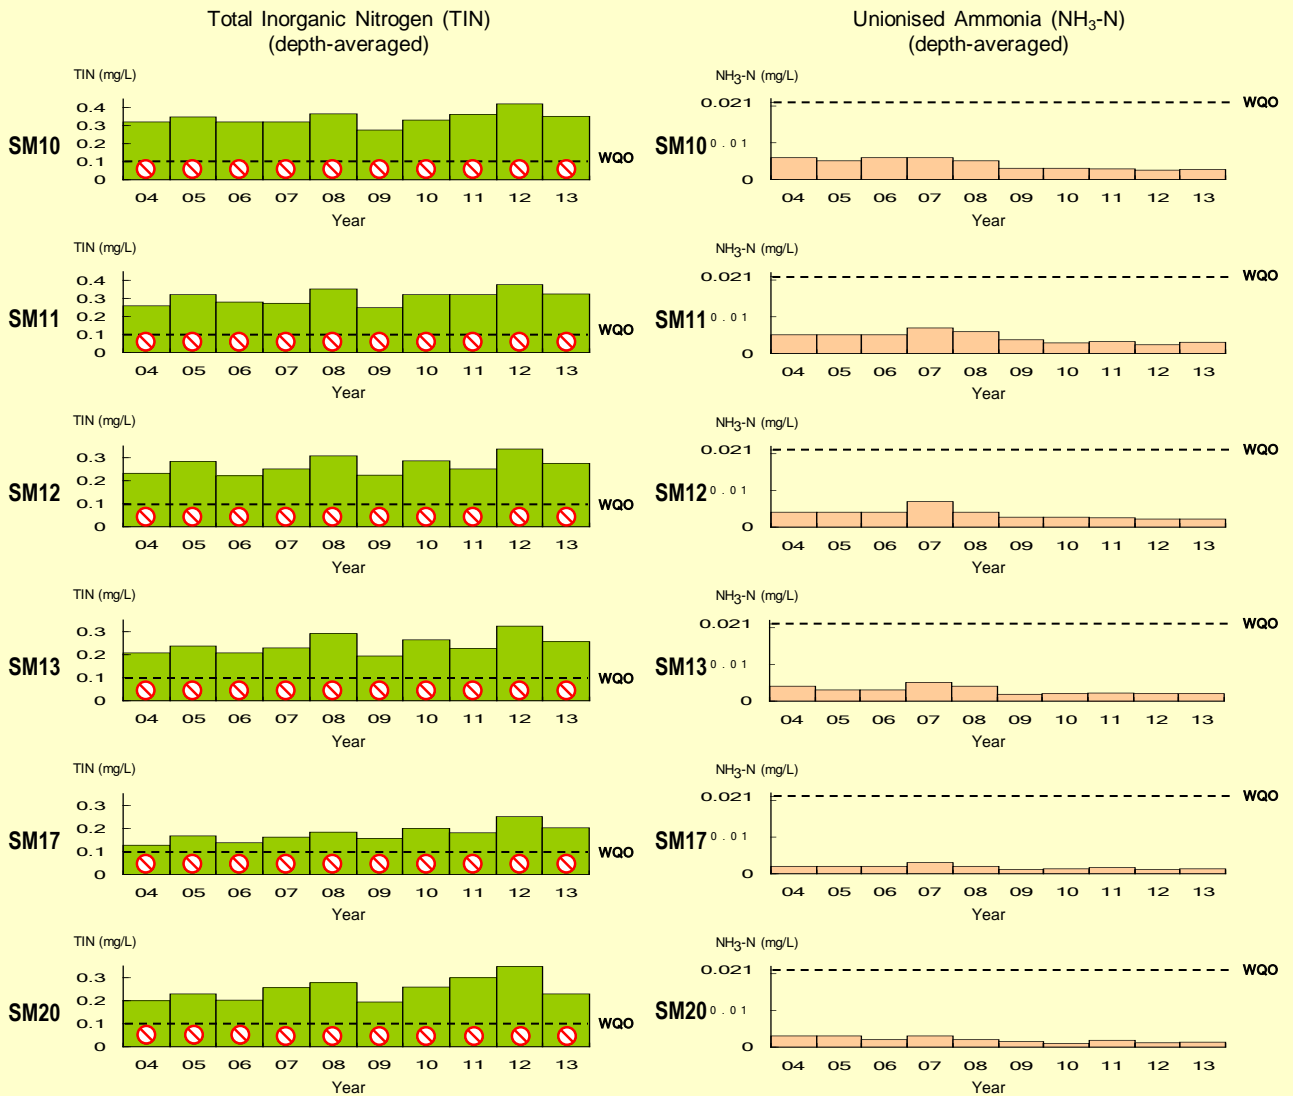 Total Inorganic Nitrogen (TIN)
(depth-averaged)
Unionised Ammonia (NH3-N)
(depth-averaged)
SM10
TIN (mg/L)
0.4
0.3
0.2
0.1
0
WQO
04 05 06 07 08 09 10 11 12 13
Year
SM10
NH3-N (mg/L)
0.021
0.01
0
WQO
04 05 06 07 08 09 10 11 12 13
Year
SM11
TIN (mg/L)
0.4
0.3
0.2
0.1
0
WQO
04 05 06 07 08 09 10 11 12 13
Year
SM11
NH3-N (mg/L)
0.021
0.01
0
WQO
04 05 06 07 08 09 10 11 12 13
Year
SM12
TIN (mg/L)
0.3
0.2
0.1
0
WQO
04 05 06 07 08 09 10 11 12 13
Year
SM12
NH3-N (mg/L)
0.021
0.01
0
WQO
04 05 06 07 08 09 10 11 12 13
Year
SM13
TIN (mg/L)
0.3
0.2
0.1
0
WQO
04 05 06 07 08 09 10 11 12 13
Year
SM13
NH3-N (mg/L)
0.021
0.01
0
WQO
04 05 06 07 08 09 10 11 12 13
Year
SM17
TIN (mg/L)
0.3
0.2
0.1
0
WQO
04 05 06 07 08 09 10 11 12 13
Year
SM17
NH3-N (mg/L)
0.021
0.01
0
WQO
04 05 06 07 08 09 10 11 12 13
Year
SM20
TIN (mg/L)
0.3
0.2
0.1
0
WQO
04 05 06 07 08 09 10 11 12 13
Year
SM20
NH3-N (mg/L)
0.021
0.01
0
WQO
04 05 06 07 08 09 10 11 12 13
Year